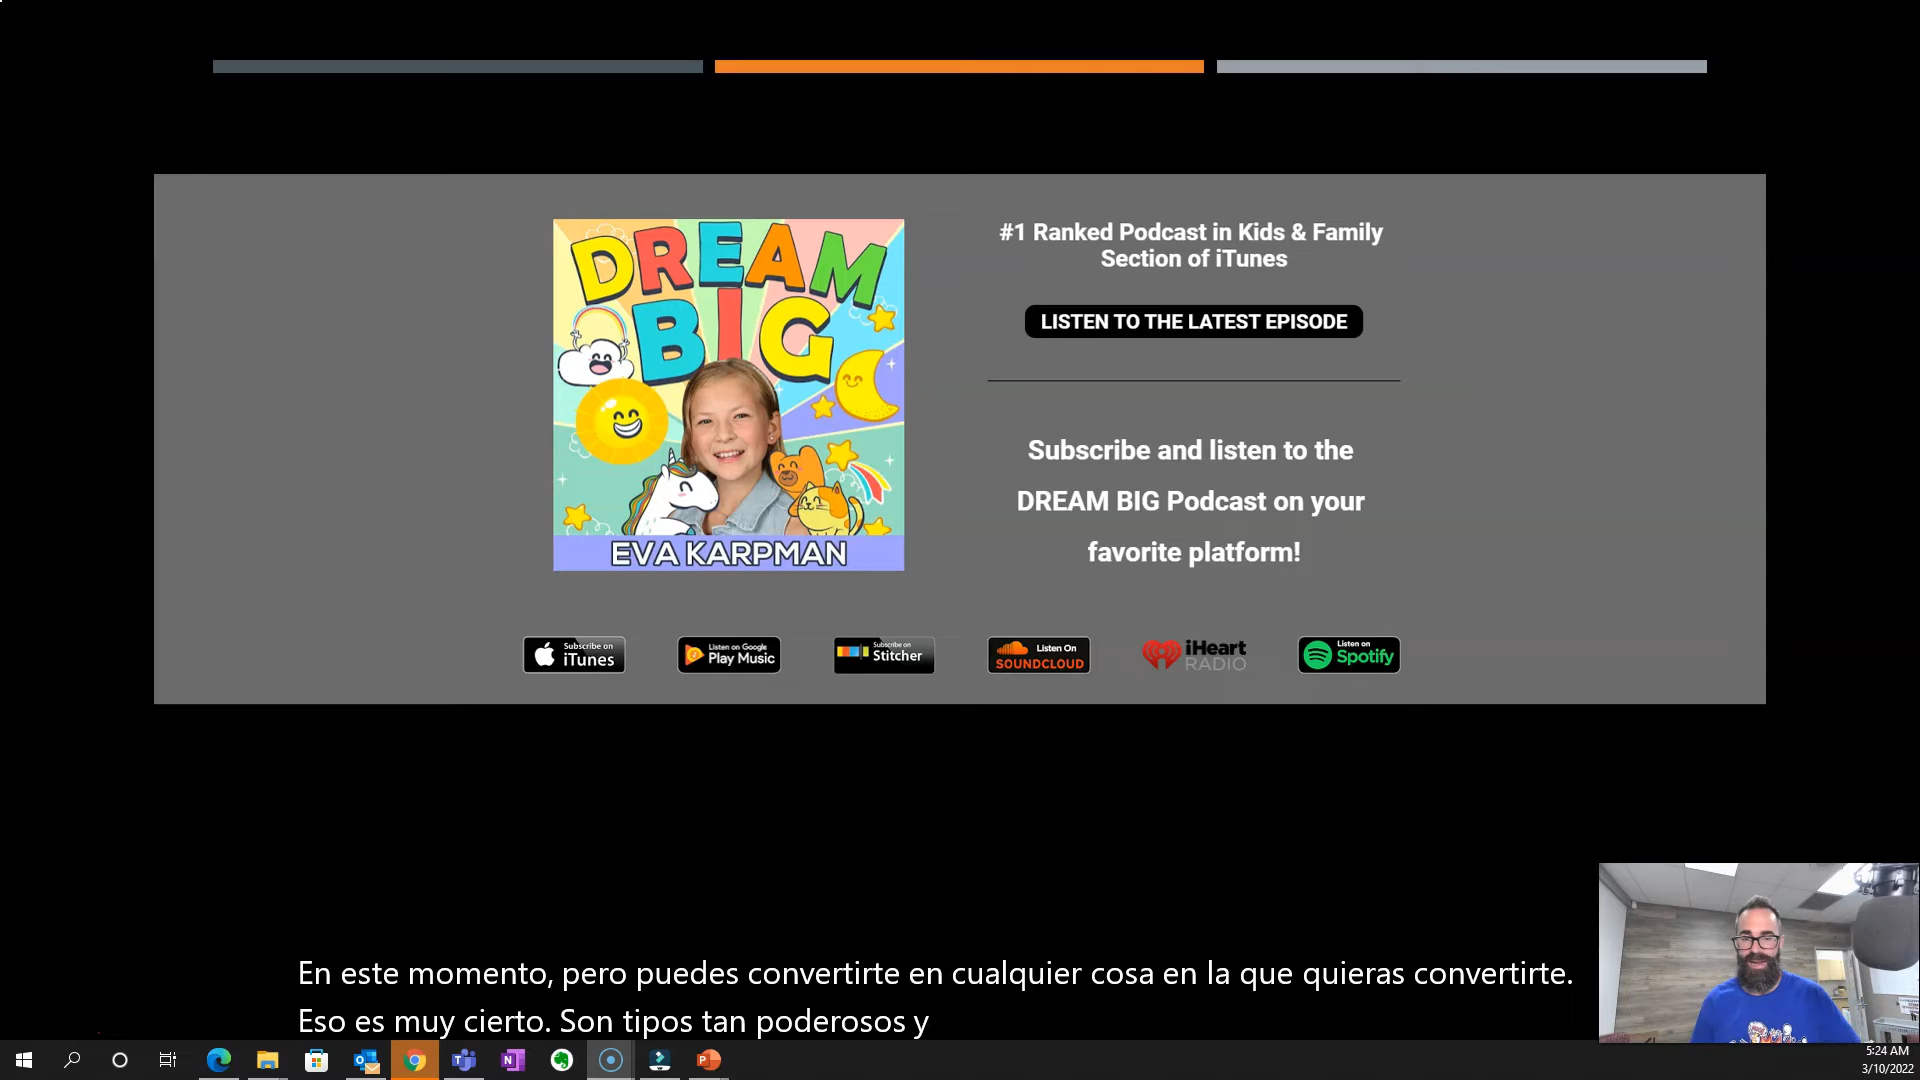 DREAM
BIG
EVA KARPMAN
#1 Ranked Podcast in Kids & Family
Section of iTunes
LISTEN TO THE LATEST EPISODE
Subscribe and listen to the
DREAM BIG Podcast on your
favorite platform!
Subscribe on
iTunes
Listen on Google
Play Music
Subscribe on
Stitcher
Listen On
SOUNDCLOUD
iHeart
RADIO
Listen on
Spotify
En este momento, pero puedes convertirte en cualquier cosa en la que quieras convertirte.
Eso es muy cierto. Son tipos tan poderosos y
5:24 AM
3/10/2022